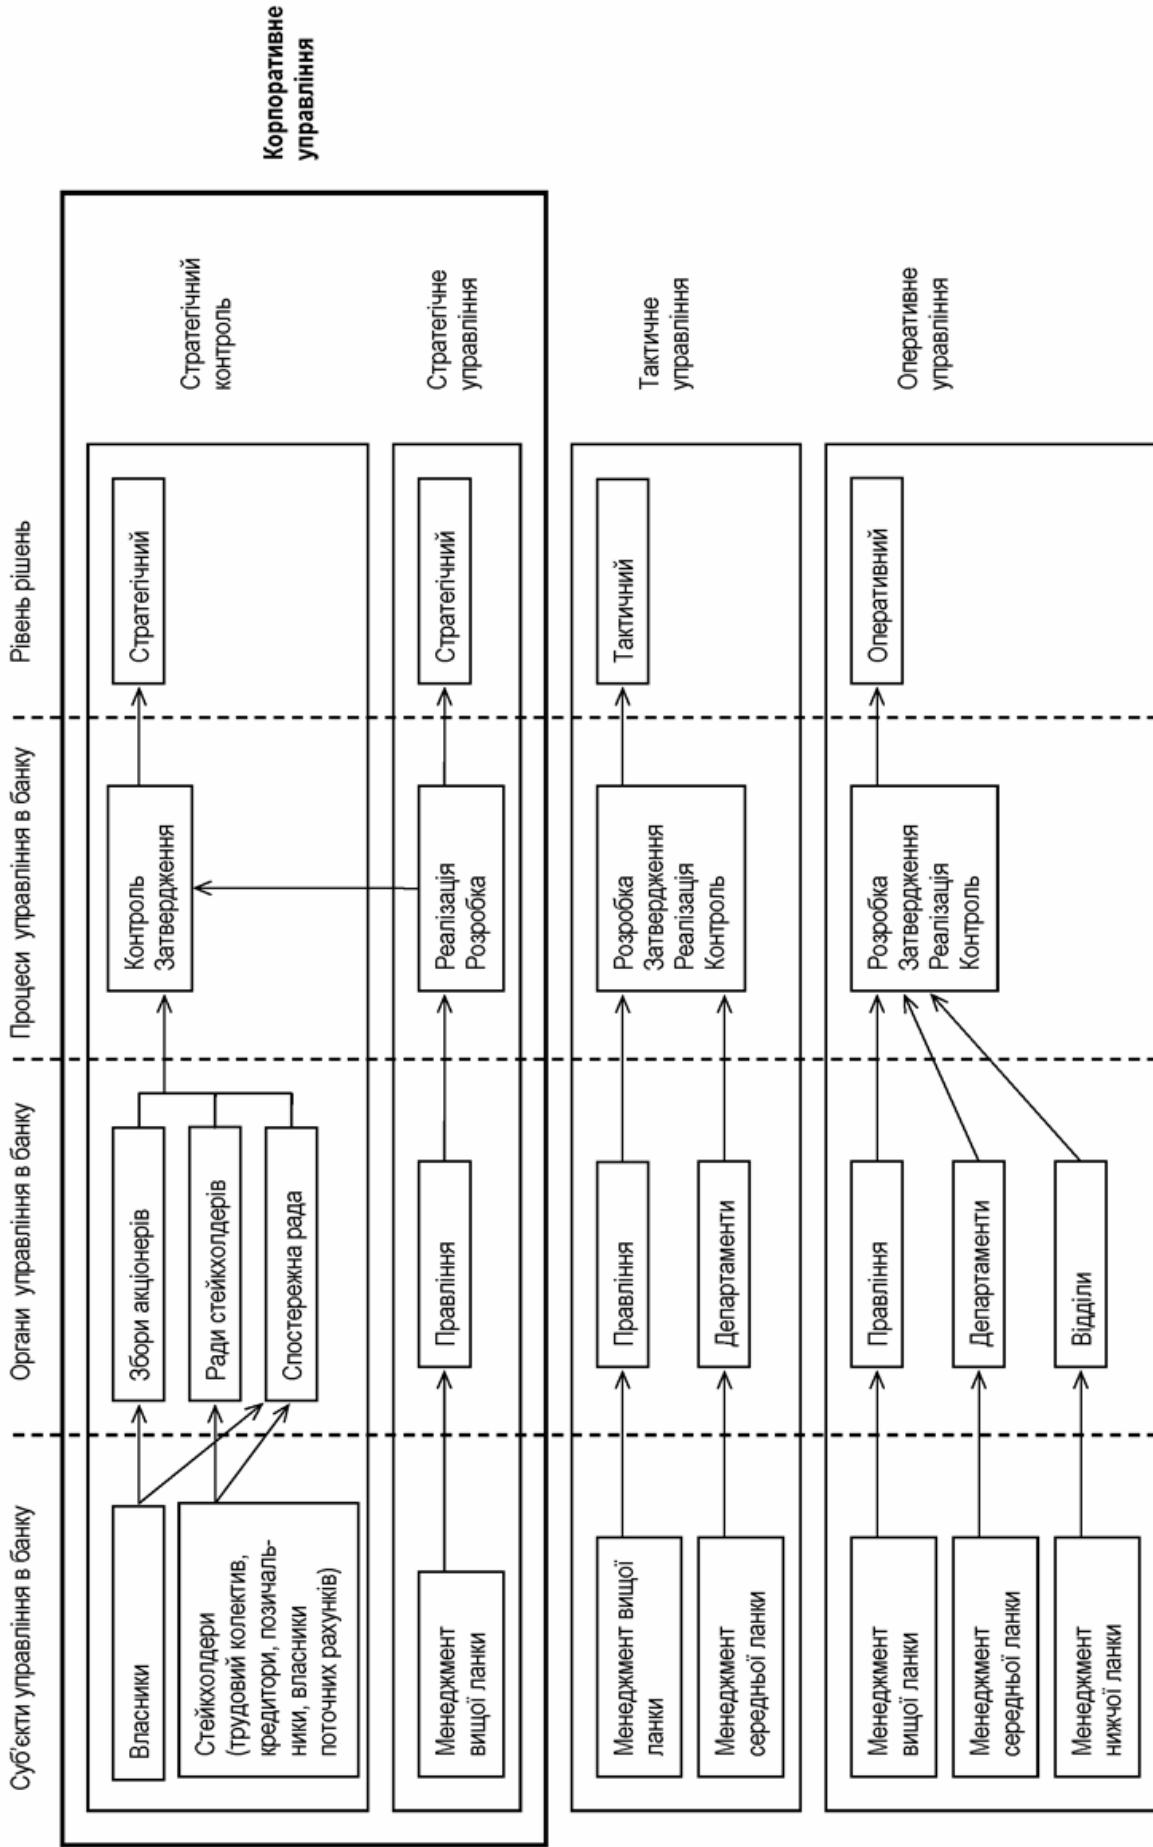 Суб'єкти управління в банку
Органи управління в банку
Процеси управління в банку
Рівень рішень
Власники
Стейкхолдери
(трудовий колектив,
кредитори, позичаль-
ники, власники
поточних рахунків)
Збори акціонерів
Ради стейкхолдерів
Спостережна рада
Контроль
Затвердження
Стратегічний
Стратегічний
контроль
Корпоративне
управління
Менеджмент
вищої ланки
Правління
Реалізація
Розробка
Стратегічний
Стратегічне
управління
Менеджмент вищої
ланки
Менеджмент
середньої ланки
Правління
Департаменти
Розробка
Затвердження
Реалізація
Контроль
Тактичний
Тактичне
управління
Менеджмент
вищої ланки
Менеджмент
середньої ланки
Менеджмент
нижчої ланки
Правління
Департаменти
Відділи
Розробка
Затвердження
Реалізація
Контроль
Оперативний
Оперативне
управління